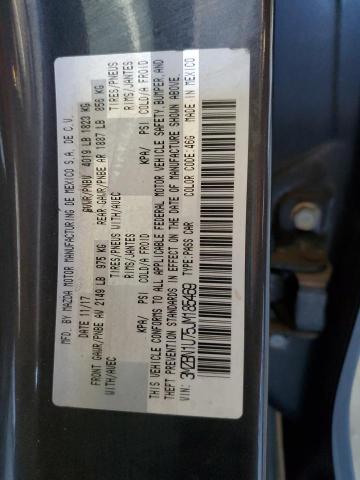 MFD BY MAZDA MOTOR MANUFACTURING DE MEXICO S.A. DE C.V.
DATE 11/17 GVWR/PNBV 4019 LB 1823 KG
FRONT GAWR/PNBE AV 2149 LB 975 KG REAR GAWR/PNBE AR 1887 LB 856 KG
WITH/AVEC TIRES/PNEUS WITH/AVEC TIRES/PNEUS
RIMS/JANTES RIMS/JANTES
KPA/ PSI COLD/A FROID KPA/ PSI COLD/A FROID
THIS VEHICLE CONFORMS TO ALL APPLICABLE FEDERAL MOTOR VEHICLE SAFETY, BUMPER, AND
THEFT PREVENTION STANDARDS IN EFFECT ON THE DATE OF MANUFACTURE SHOWN ABOVE.
VIN: TYPE: PASS CAR COLOR CODE: 46G MADE IN MEXICO